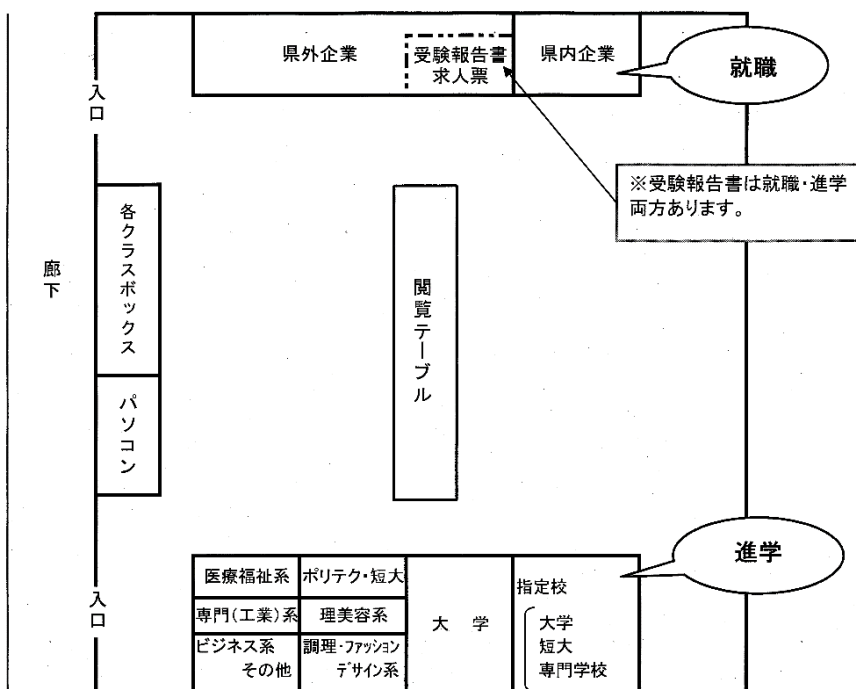 県外企業
受験報告書
求人票
県内企業
就職
入口
※受験報告書は就職・進学
両方あります。
各クラスボックス
廊下
閲覧テーブル
パソコン
進学
入口
医療福祉系
ポリテク・短大
専門(工業)系
理美容系
ビジネス系
その他
調理・ファッション
デザイン系
大 学
指定校
大学
短大
専門学校